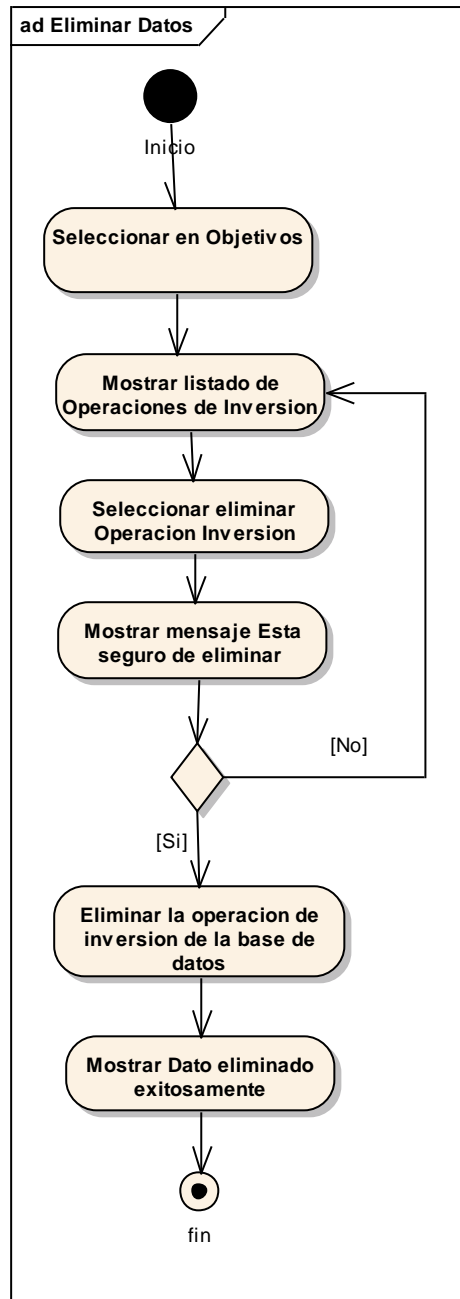 ad Eliminar Datos
Inicio
Seleccionar en Objetivos
Mostrar listado de
Operaciones de Inversion
Seleccionar eliminar
Operacion Inversion
Mostrar mensaje Esta
seguro de eliminar
[No]
[Si]
Eliminar la operacion de
inversion de la base de
datos
Mostrar Dato eliminado
exitosamente
fin